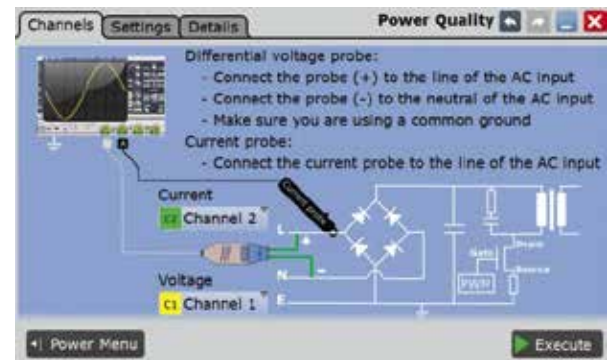 Channels Settings Details Power Quality
Differential voltage probe:
- Connect the probe (+) to the line of the AC input
- Connect the probe (-) to the neutral of the AC input
- Make sure you are using a common ground
Current probe:
- Connect the current probe to the line of the AC input
Current
C2 Channel 2
Current probe
L
+
N
-
E
Voltage
C1 Channel 1
Drain
Gate
Source
PWM
Power Menu
Execute